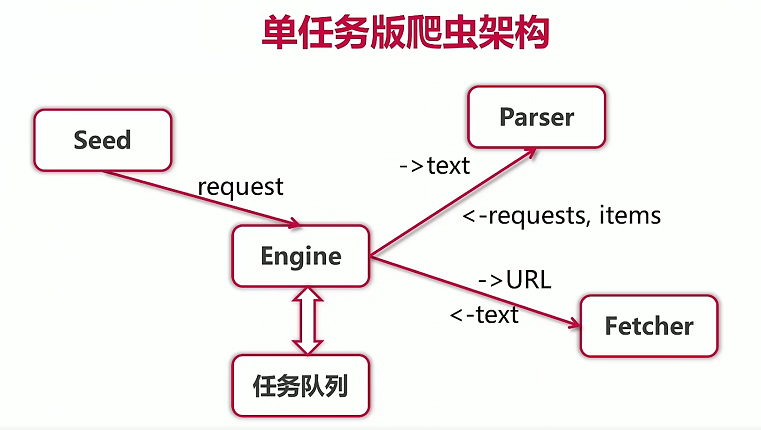 单任务版爬虫架构
Seed
Parser
request
->text
<-requests, items
Engine
->URL
<-text
Fetcher
任务队列